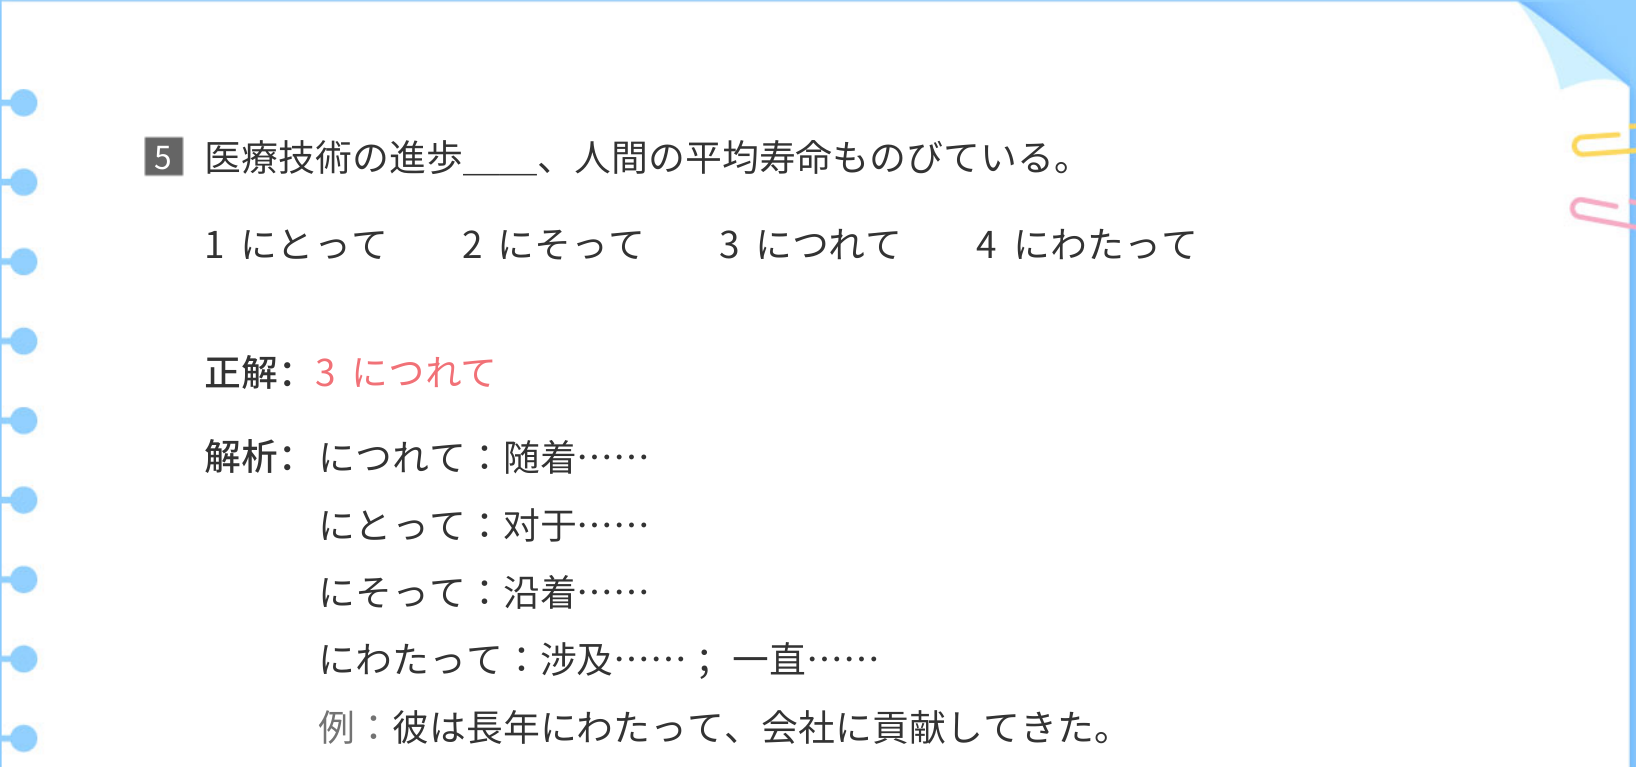 5 医療技術の進歩____、人間の平均寿命ものびている。
1 にとって 2 にそって 3 につれて 4 にわたって
正解：3 につれて
解析：につれて：随着……
にとって：对于……
にそって：沿着……
にわたって：涉及……；一直……
例：彼は長年にわたって、会社に貢献してきた。